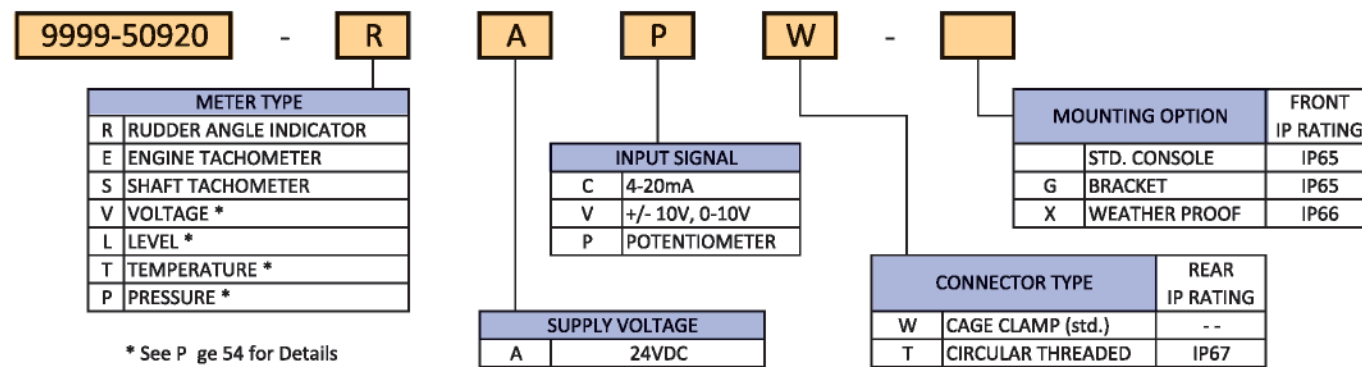 9999-50920 - R A P W -
METER TYPE
R RUDDER ANGLE INDICATOR
E ENGINE TACHOMETER
S SHAFT TACHOMETER
V VOLTAGE *
L LEVEL *
T TEMPERATURE *
P PRESSURE *
* See P ge 54 for Details
SUPPLY VOLTAGE
A 24VDC
INPUT SIGNAL
C 4-20mA
V +/- 10V, 0-10V
P POTENTIOMETER
CONNECTOR TYPE REAR
IP RATING
W CAGE CLAMP (std.) - -
T CIRCULAR THREADED IP67
MOUNTING OPTION FRONT
IP RATING
STD. CONSOLE IP65
G BRACKET IP65
X WEATHER PROOF IP66